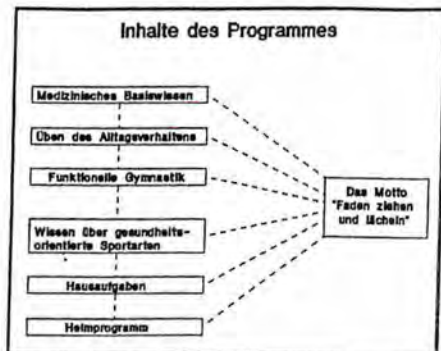 Inhalte des Programmes
Medizinisches Basiswissen
Üben des Alltagsverhaltens
Funktionelle Gymnastik
Wissen über gesundheits-
orientierte Sportarten
Hausaufgaben
Heimprogramm
Das Motto
"Faden ziehen
und lächeln"